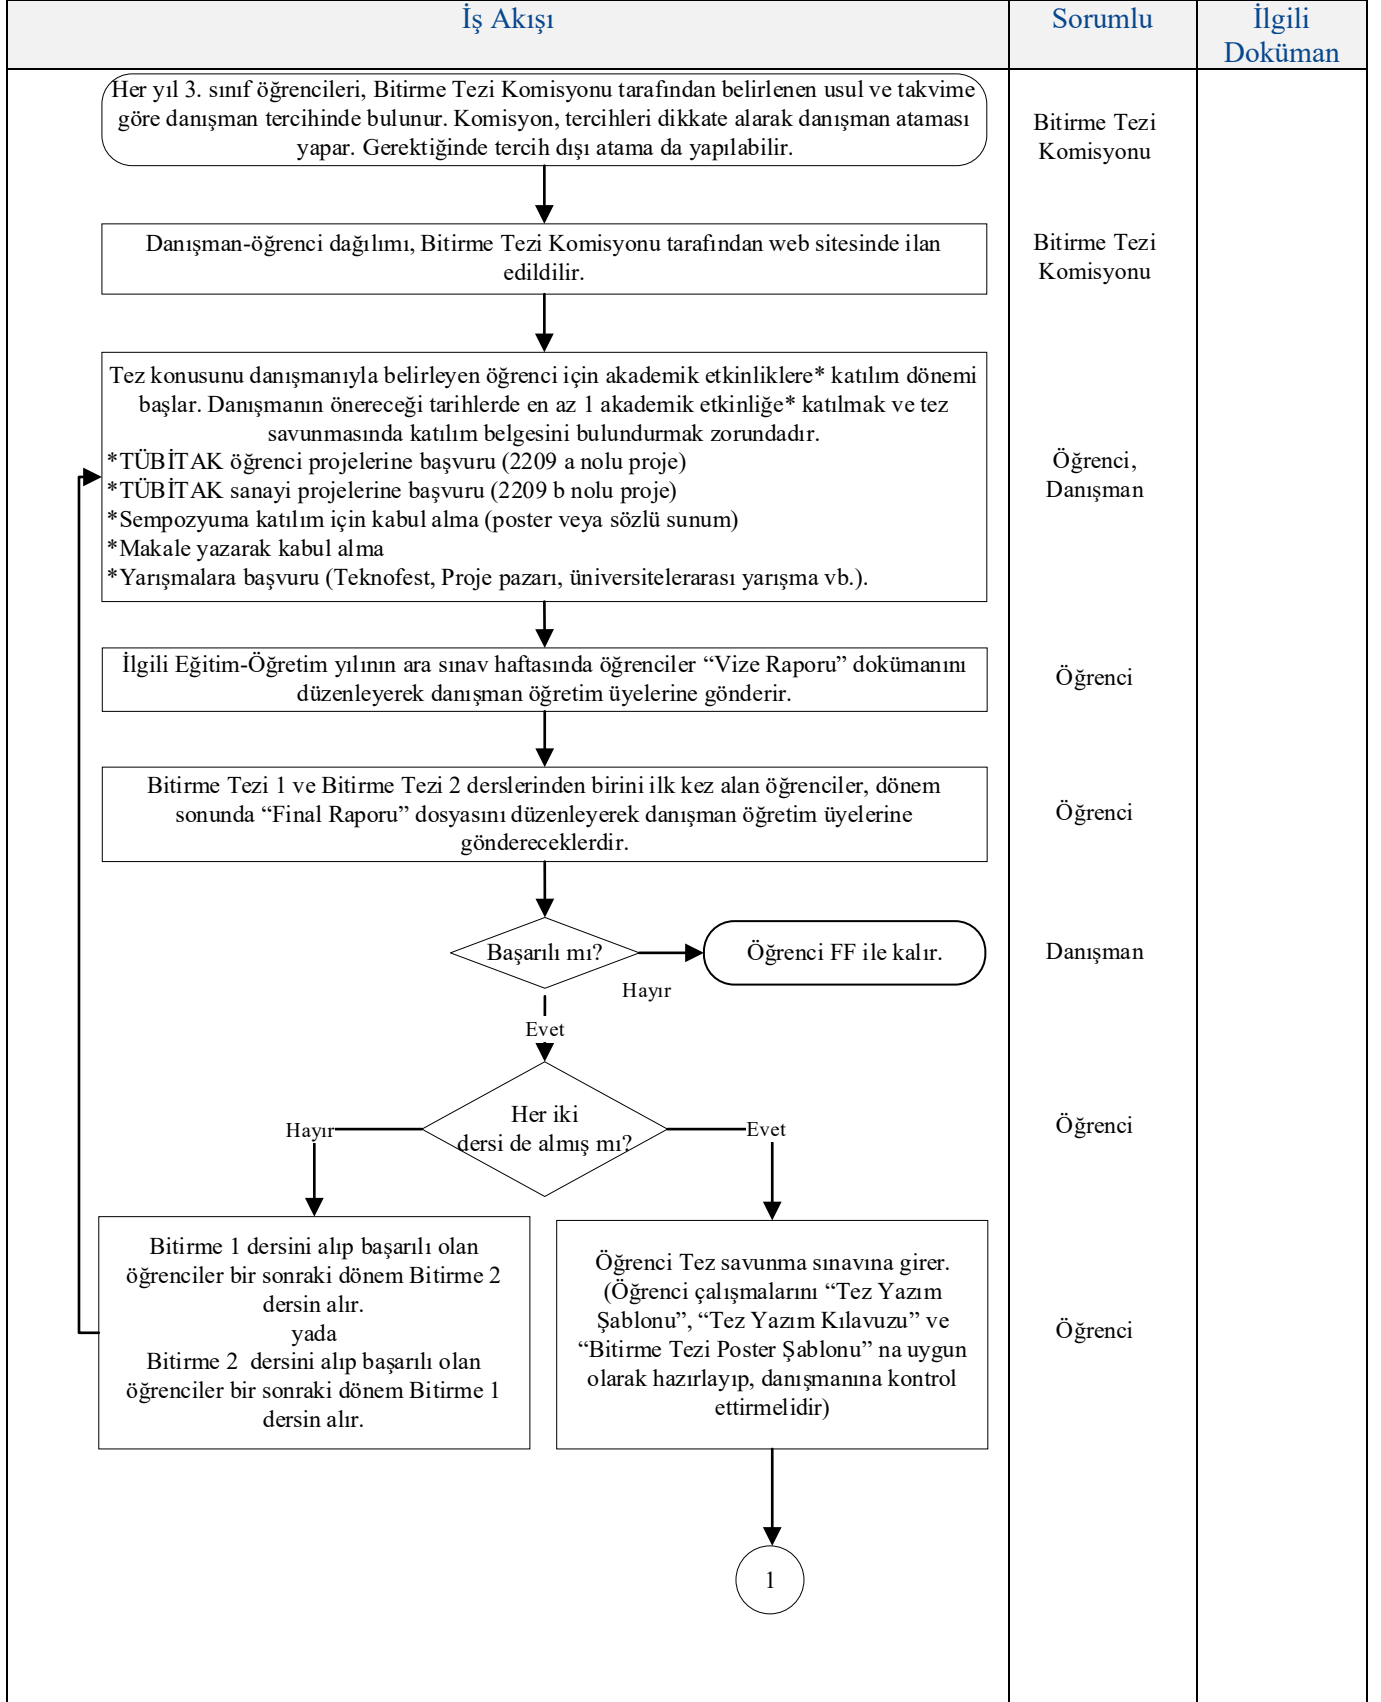 İş Akışı
Sorumlu
İlgili
Doküman
Her yıl 3. sınıf öğrencileri, Bitirme Tezi Komisyonu tarafından belirlenen usul ve takvime
göre danışman tercihinde bulunur. Komisyon, tercihleri dikkate alarak danışman ataması
yapar. Gerektiğinde tercih dışı atama da yapılabilir.
Bitirme Tezi
Komisyonu
Danışman-öğrenci dağılımı, Bitirme Tezi Komisyonu tarafından web sitesinde ilan
edildilir.
Bitirme Tezi
Komisyonu
Tez konusunu danışmanıyla belirleyen öğrenci için akademik etkinliklere* katılım dönemi
başlar. Danışmanın önereceği tarihlerde en az 1 akademik etkinliğe* katılmak ve tez
savunmasında katılım belgesini bulundurmak zorundadır.
*TÜBİTAK öğrenci projelerine başvuru (2209 a nolu proje)
*TÜBİTAK sanayi projelerine başvuru (2209 b nolu proje)
*Sempozyuma katılım için kabul alma (poster veya sözlü sunum)
*Makale yazarak kabul alma
*Yarışmalara başvuru (Teknofest, Proje pazarı, üniversitelerarası yarışma vb.).
Öğrenci,
Danışman
İlgili Eğitim-Öğretim yılının ara sınav haftasında öğrenciler “Vize Raporu” dokümanını
düzenleyerek danışman öğretim üyelerine gönderir.
Öğrenci
Bitirme Tezi 1 ve Bitirme Tezi 2 derslerinden birini ilk kez alan öğrenciler, dönem
sonunda “Final Raporu” dosyasını düzenleyerek danışman öğretim üyelerine
göndereceklerdir.
Öğrenci
Başarılı mı?
Öğrenci FF ile kalır.
Danışman
Hayır
Evet
Her iki
dersi de almış mı?
Hayır
Evet
Öğrenci
Bitirme 1 dersini alıp başarılı olan
öğrenciler bir sonraki dönem Bitirme 2
dersin alır.
yada
Bitirme 2 dersini alıp başarılı olan
öğrenciler bir sonraki dönem Bitirme 1
dersin alır.
Öğrenci Tez savunma sınavına girer.
(Öğrenci çalışmalarını “Tez Yazım
Şablonu”, “Tez Yazım Kılavuzu” ve
“Bitirme Tezi Poster Şablonu” na uygun
olarak hazırlayıp, danışmanına kontrol
ettirmelidir)
Öğrenci
1